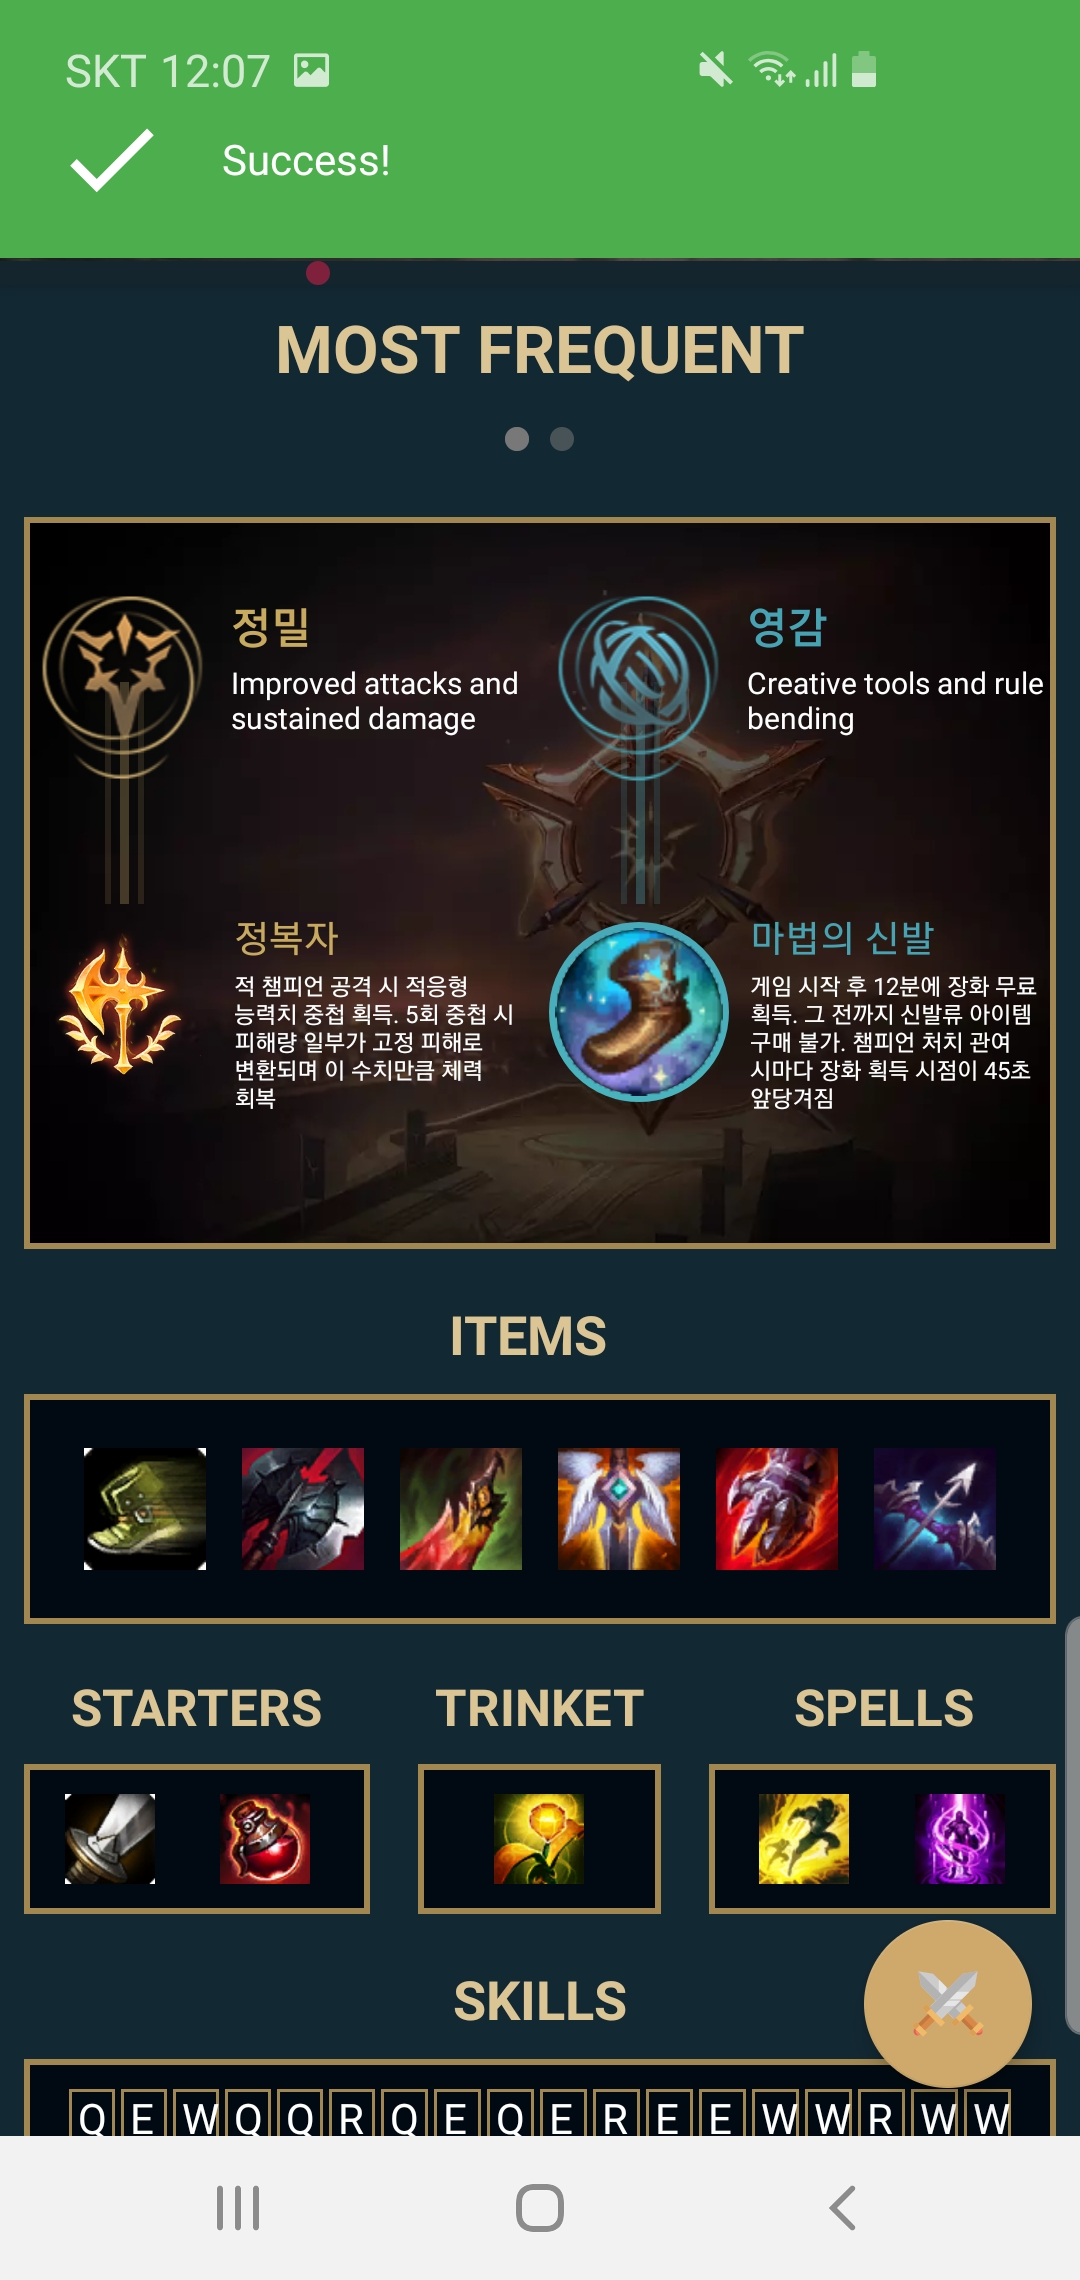 SKT 12:07
Success!
MOST FREQUENT
정밀
Improved attacks and
sustained damage
영감
Creative tools and rule
bending
정복자
적 챔피언 공격 시 적응형
능력치 중첩 획득. 5회 중첩 시
피해량 일부가 고정 피해로
변환되며 이 수치만큼 체력
회복
마법의 신발
게임 시작 후 12분에 장화 무료
획득. 그 전까지 신발류 아이템
구매 불가. 챔피언 처치 관여
시마다 장화 획득 시점이 45초
앞당겨짐
ITEMS
STARTERS TRINKET SPELLS
SKILLS
Q E W Q Q R Q E Q E R E E W W R W W